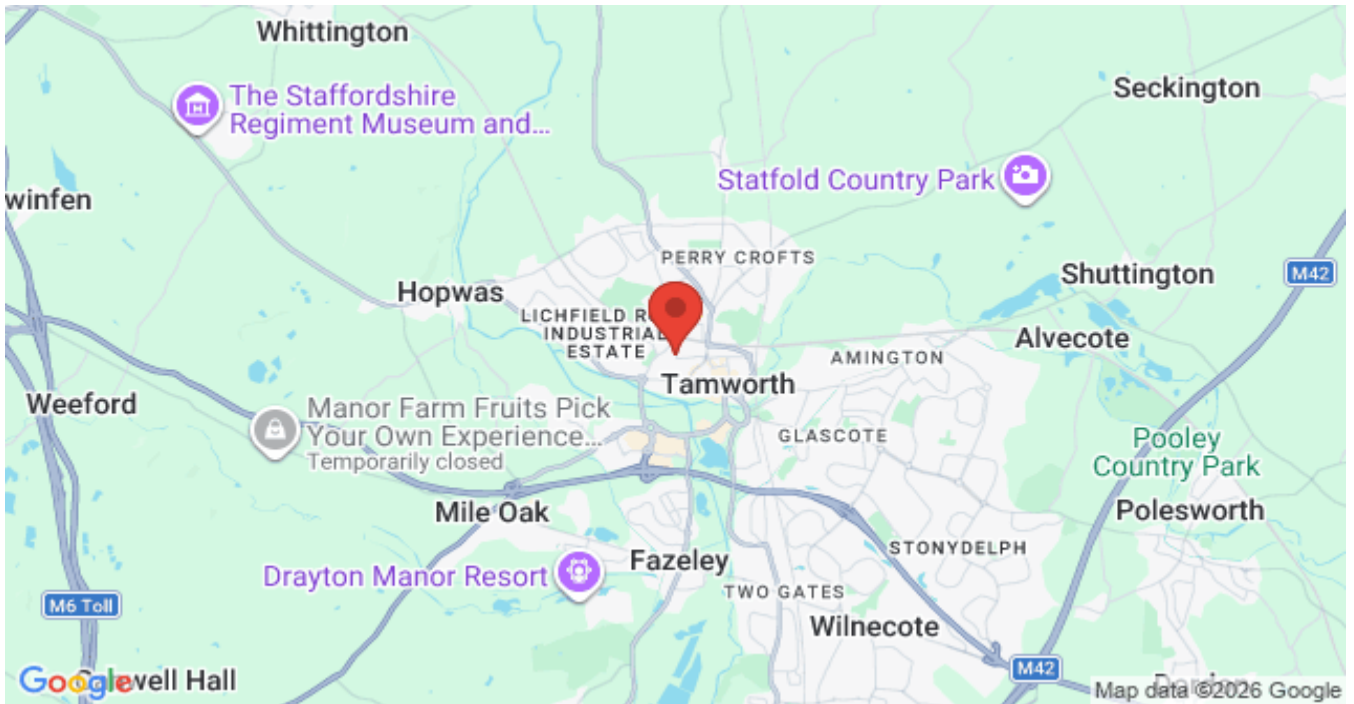 Whittington
The Staffordshire
Regiment Museum and...
Seckington
Statfold Country Park
winfen
PERRY CROFTS
Shuttington
M42
Hopwas
LICHFIELD
INDUSTRIAL
ESTATE
Alvecote
AMINGTON
Tamworth
Weeford
Manor Farm Fruits Pick
Your Own Experience...
Temporarily closed
GLASCOTE
Pooley
Country Park
Mile Oak
Polesworth
STONYDELPH
Fazeley
Drayton Manor Resort
TWO GATES
M6 Toll
Wilnecote
M42
Google
well Hall
Map data ©2026 Google